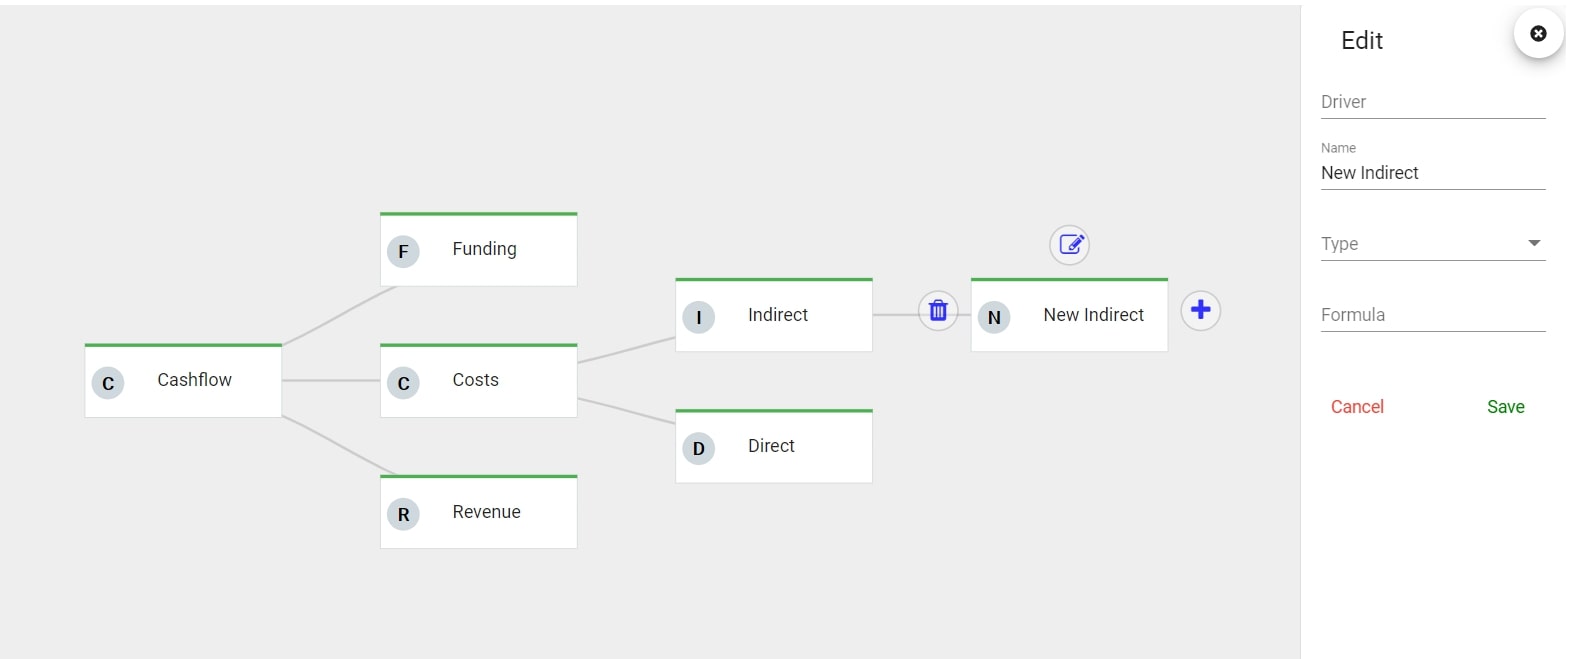 Edit
Driver
Name
New Indirect
Type
Formula
Cancel Save
F Funding
I Indirect
N New Indirect
C Cashflow
C Costs
D Direct
R Revenue